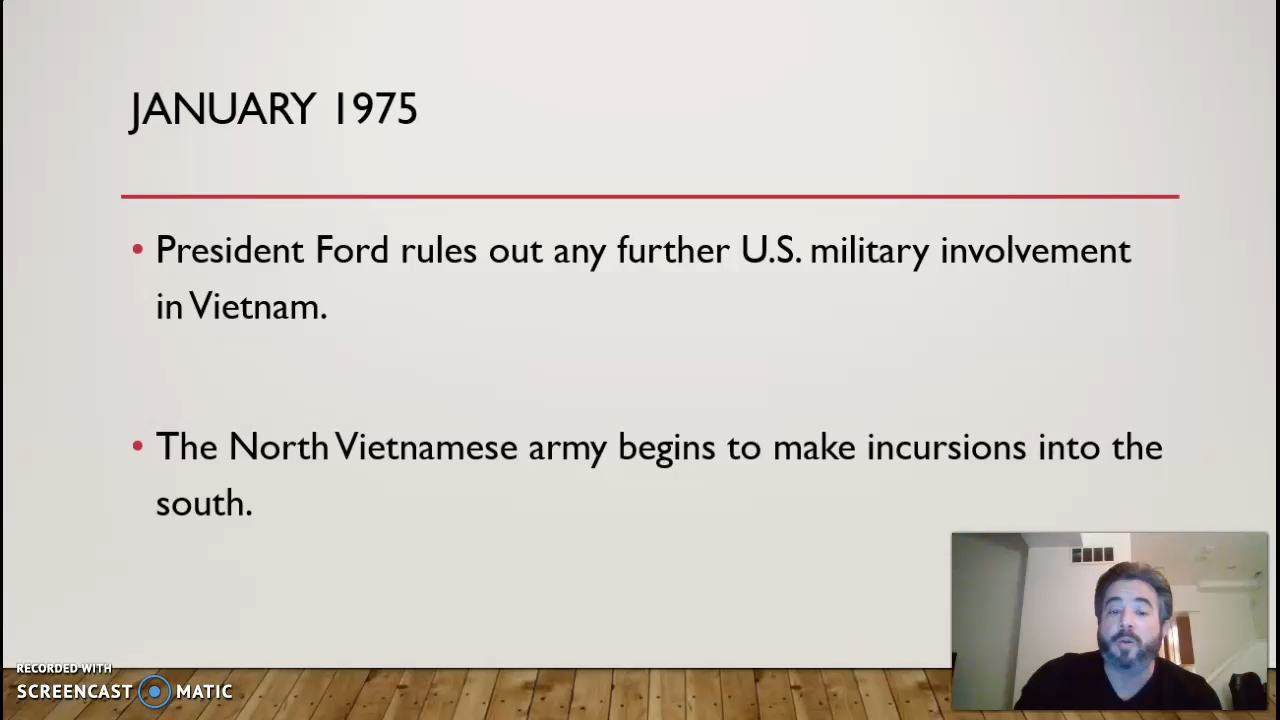 JANUARY 1975
• President Ford rules out any further U.S. military involvement
in Vietnam.
• The North Vietnamese army begins to make incursions into the
south.
RECORDED WITH
SCREENCAST MATIC